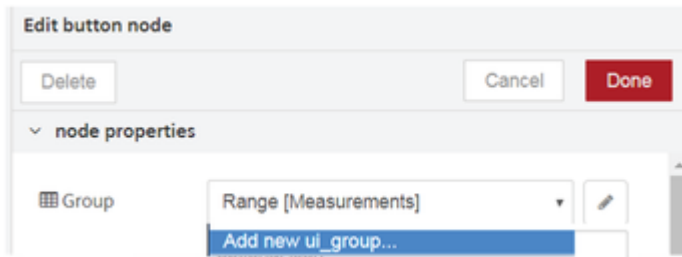 Edit button node
Delete Cancel Done
node properties
Group Range [Measurements]
Add new ui_group...